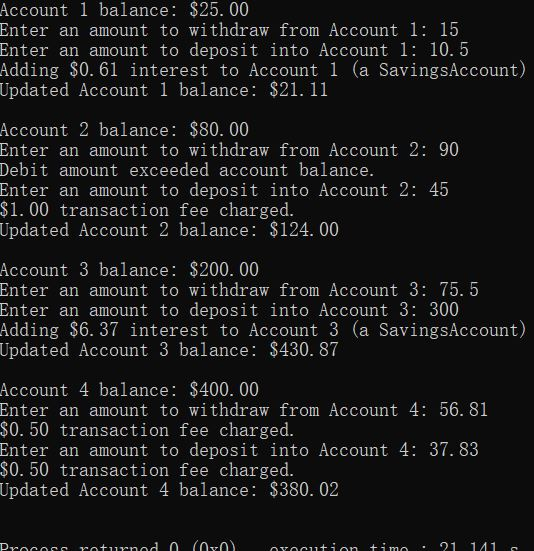 Account 1 balance: $25.00
Enter an amount to withdraw from Account 1: 15
Enter an amount to deposit into Account 1: 10.5
Adding $0.61 interest to Account 1 (a SavingsAccount)
Updated Account 1 balance: $21.11
Account 2 balance: $80.00
Enter an amount to withdraw from Account 2: 90
Debit amount exceeded account balance.
Enter an amount to deposit into Account 2: 45
$1.00 transaction fee charged.
Updated Account 2 balance: $124.00
Account 3 balance: $200.00
Enter an amount to withdraw from Account 3: 75.5
Enter an amount to deposit into Account 3: 300
Adding $6.37 interest to Account 3 (a SavingsAccount)
Updated Account 3 balance: $430.87
Account 4 balance: $400.00
Enter an amount to withdraw from Account 4: 56.81
$0.50 transaction fee charged.
Enter an amount to deposit into Account 4: 37.83
$0.50 transaction fee charged.
Updated Account 4 balance: $380.02
Process returned 0 (0x0) execution time : 21.141 s